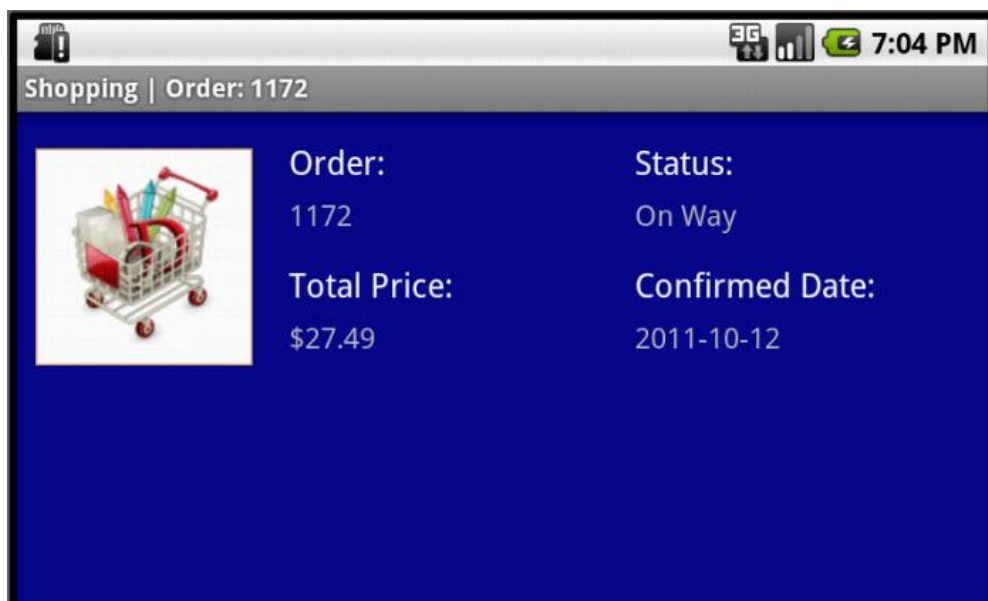 3G 7:04 PM
Shopping | Order: 1172
Order: Status:
1172 On Way
Total Price: Confirmed Date:
$27.49 2011-10-12